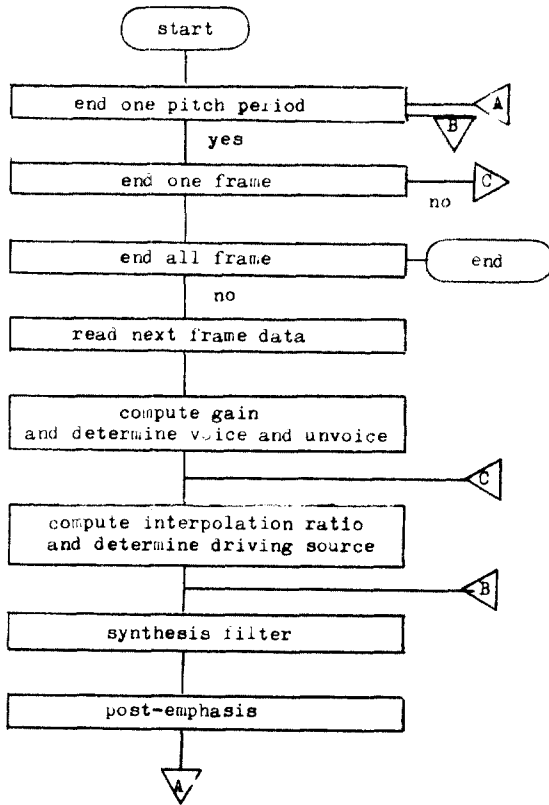 start
end one pitch period
A
B
yes
end one frame
C
no
end all frame
end
no
read next frame data
compute gain
and determine voice and unvoice
C
compute interpolation ratio
and determine driving source
B
synthesis filter
post-emphasis
A